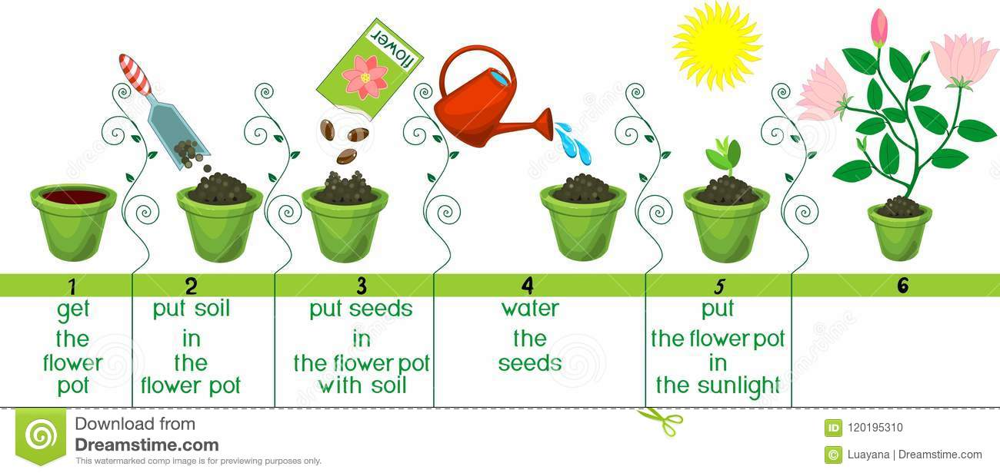 flower
1
get
the
flower
pot
2
put soil
in
the
flower pot
3
put seeds
in
the flower pot
with soil
4
water
the
seeds
5
put
the flower pot
in
the sunlight
6
dreamstime
Download from
Dreamstime.com
This watermarked comp image is for previewing purposes only.
ID 120195310
© Luayana | Dreamstime.com